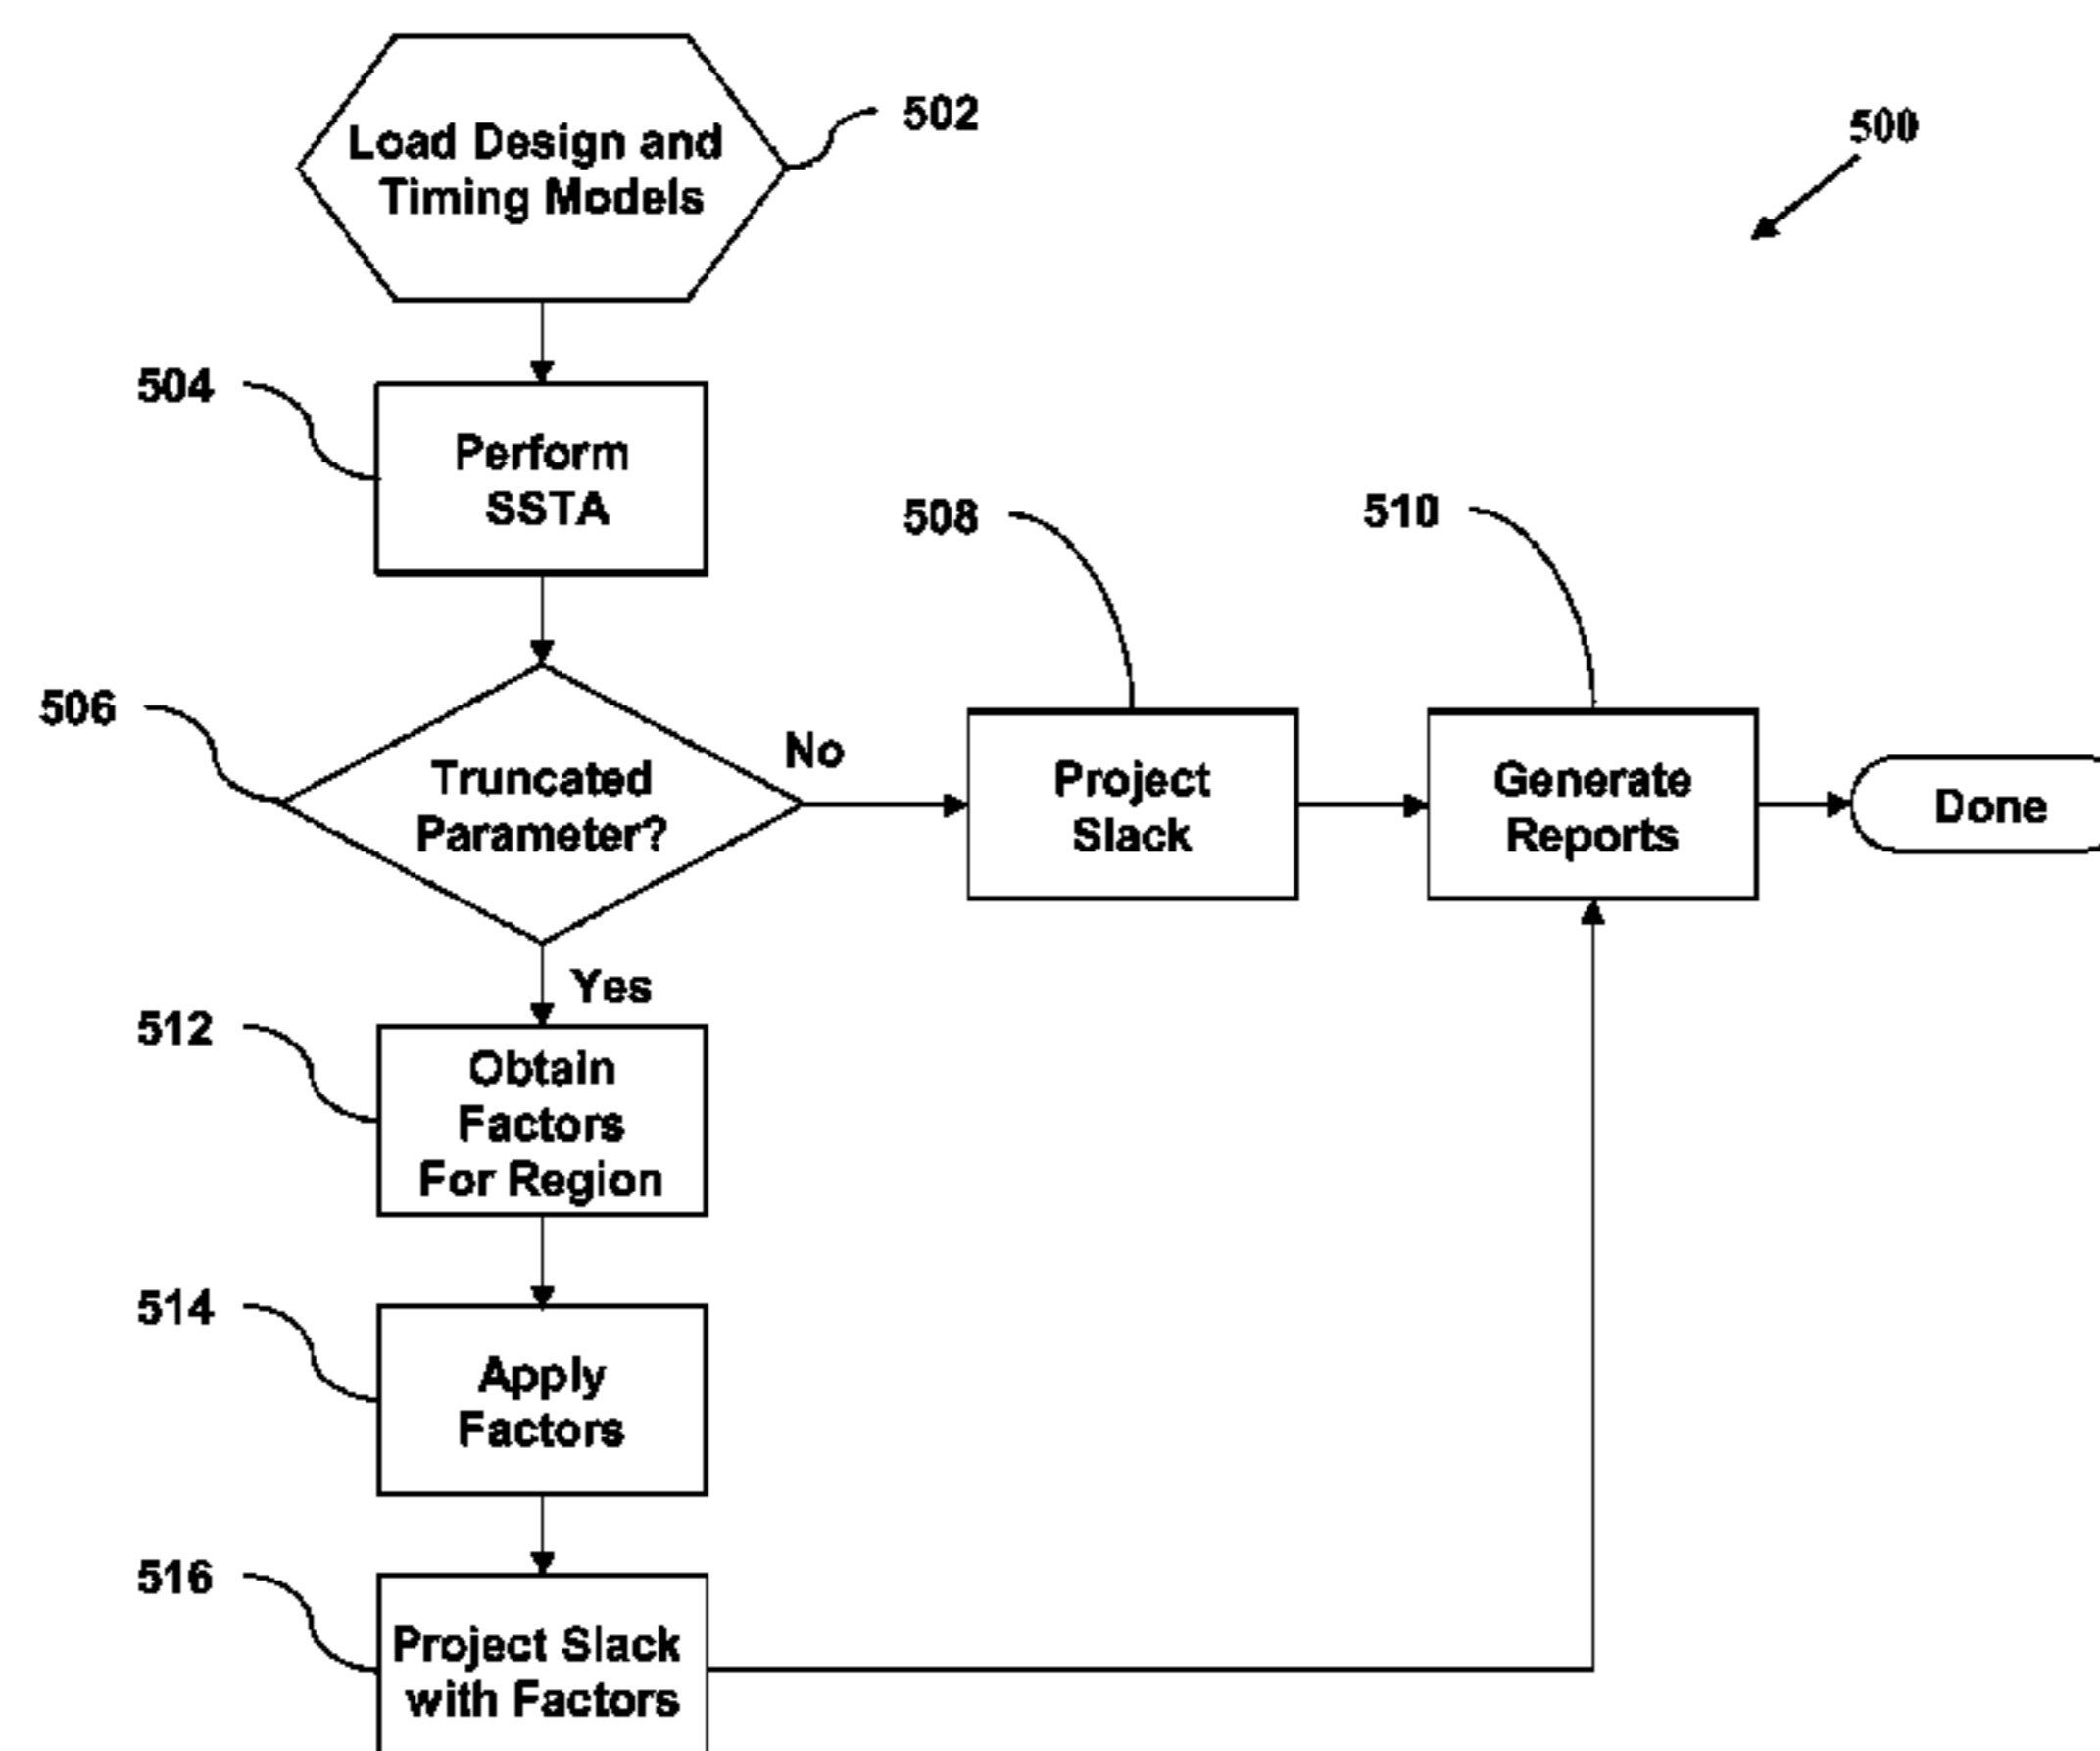 Load Design and
Timing Models
502
500
504
Perform
SSTA
508
510
506
Truncated
Parameter?
No
Project
Slack
Generate
Reports
Done
Yes
512
Obtain
Factors
For Region
514
Apply
Factors
516
Project Slack
with Factors